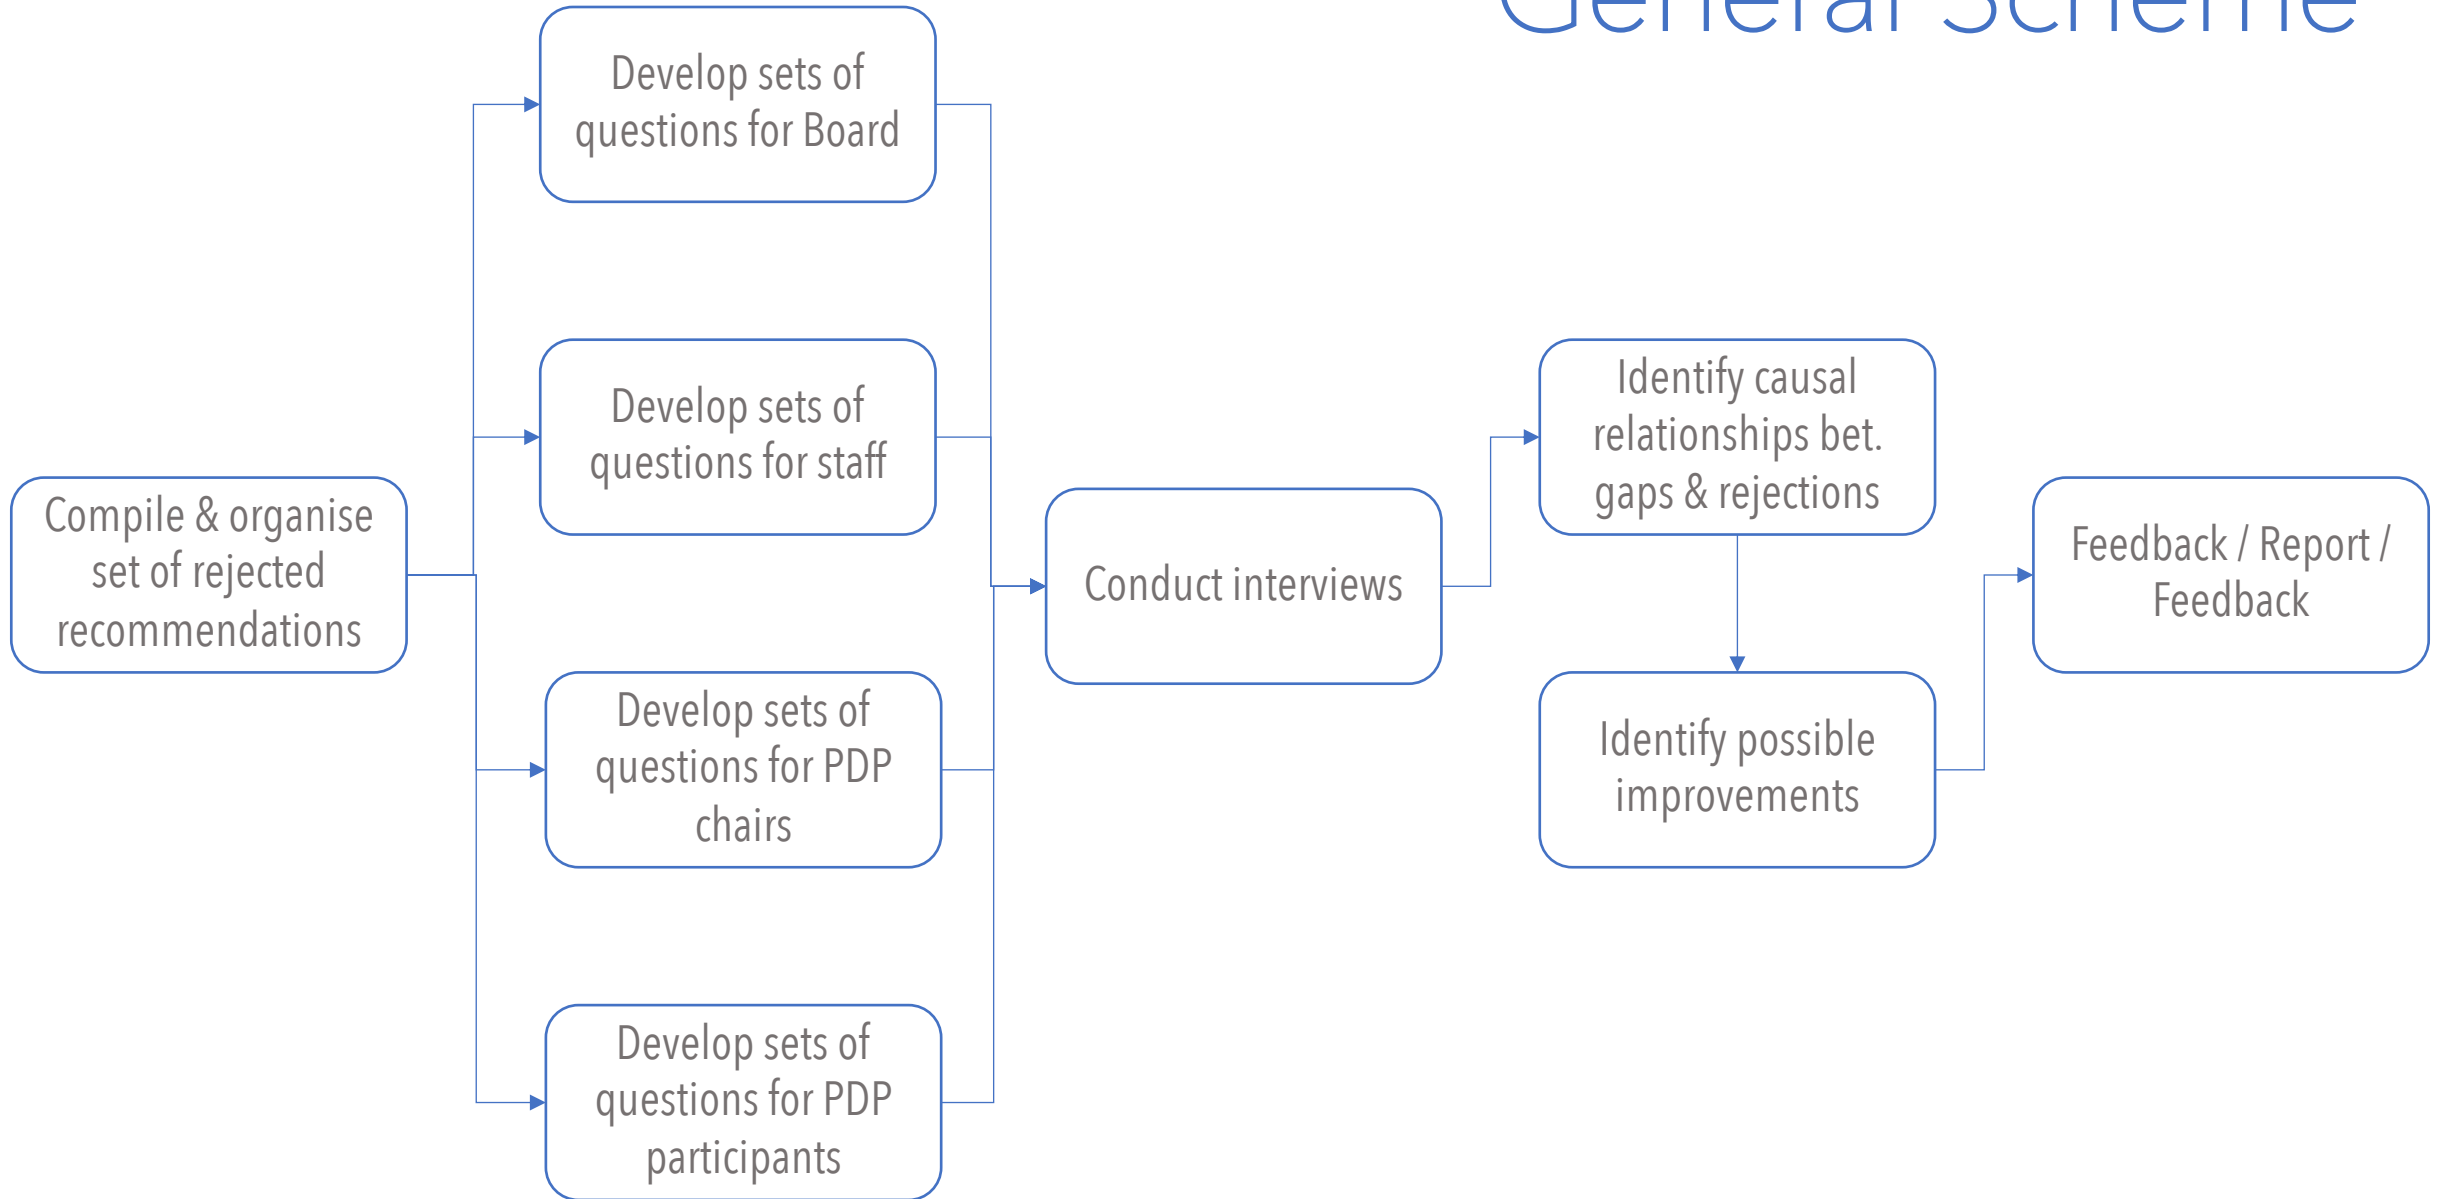 General Scheme
Develop sets of
questions for Board
Develop sets of
questions for staff
Compile & organise
set of rejected
recommendations
Develop sets of
questions for PDP
chairs
Develop sets of
questions for PDP
participants
Conduct interviews
Identify causal
relationships bet.
gaps & rejections
Identify possible
improvements
Feedback / Report /
Feedback